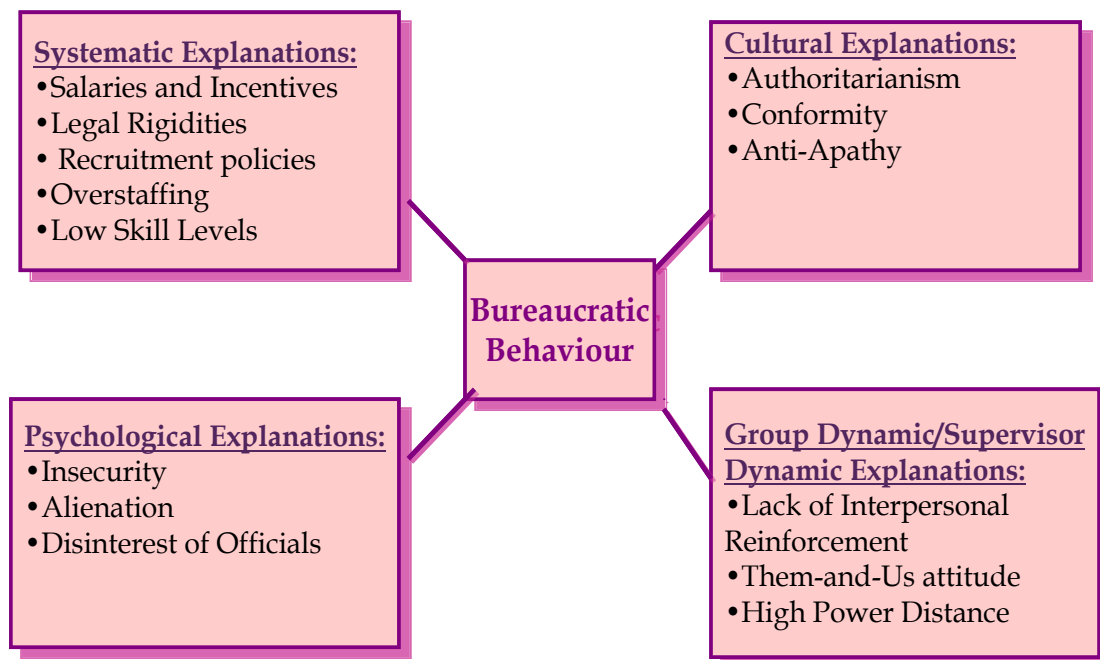 Systematic Explanations:
•Salaries and Incentives
•Legal Rigidities
• Recruitment policies
•Overstaffing
•Low Skill Levels
Cultural Explanations:
•Authoritarianism
•Conformity
•Anti-Apathy
Bureaucratic
Behaviour
Psychological Explanations:
•Insecurity
•Alienation
•Disinterest of Officials
Group Dynamic/Supervisor
Dynamic Explanations:
•Lack of Interpersonal
Reinforcement
•Them-and-Us attitude
•High Power Distance